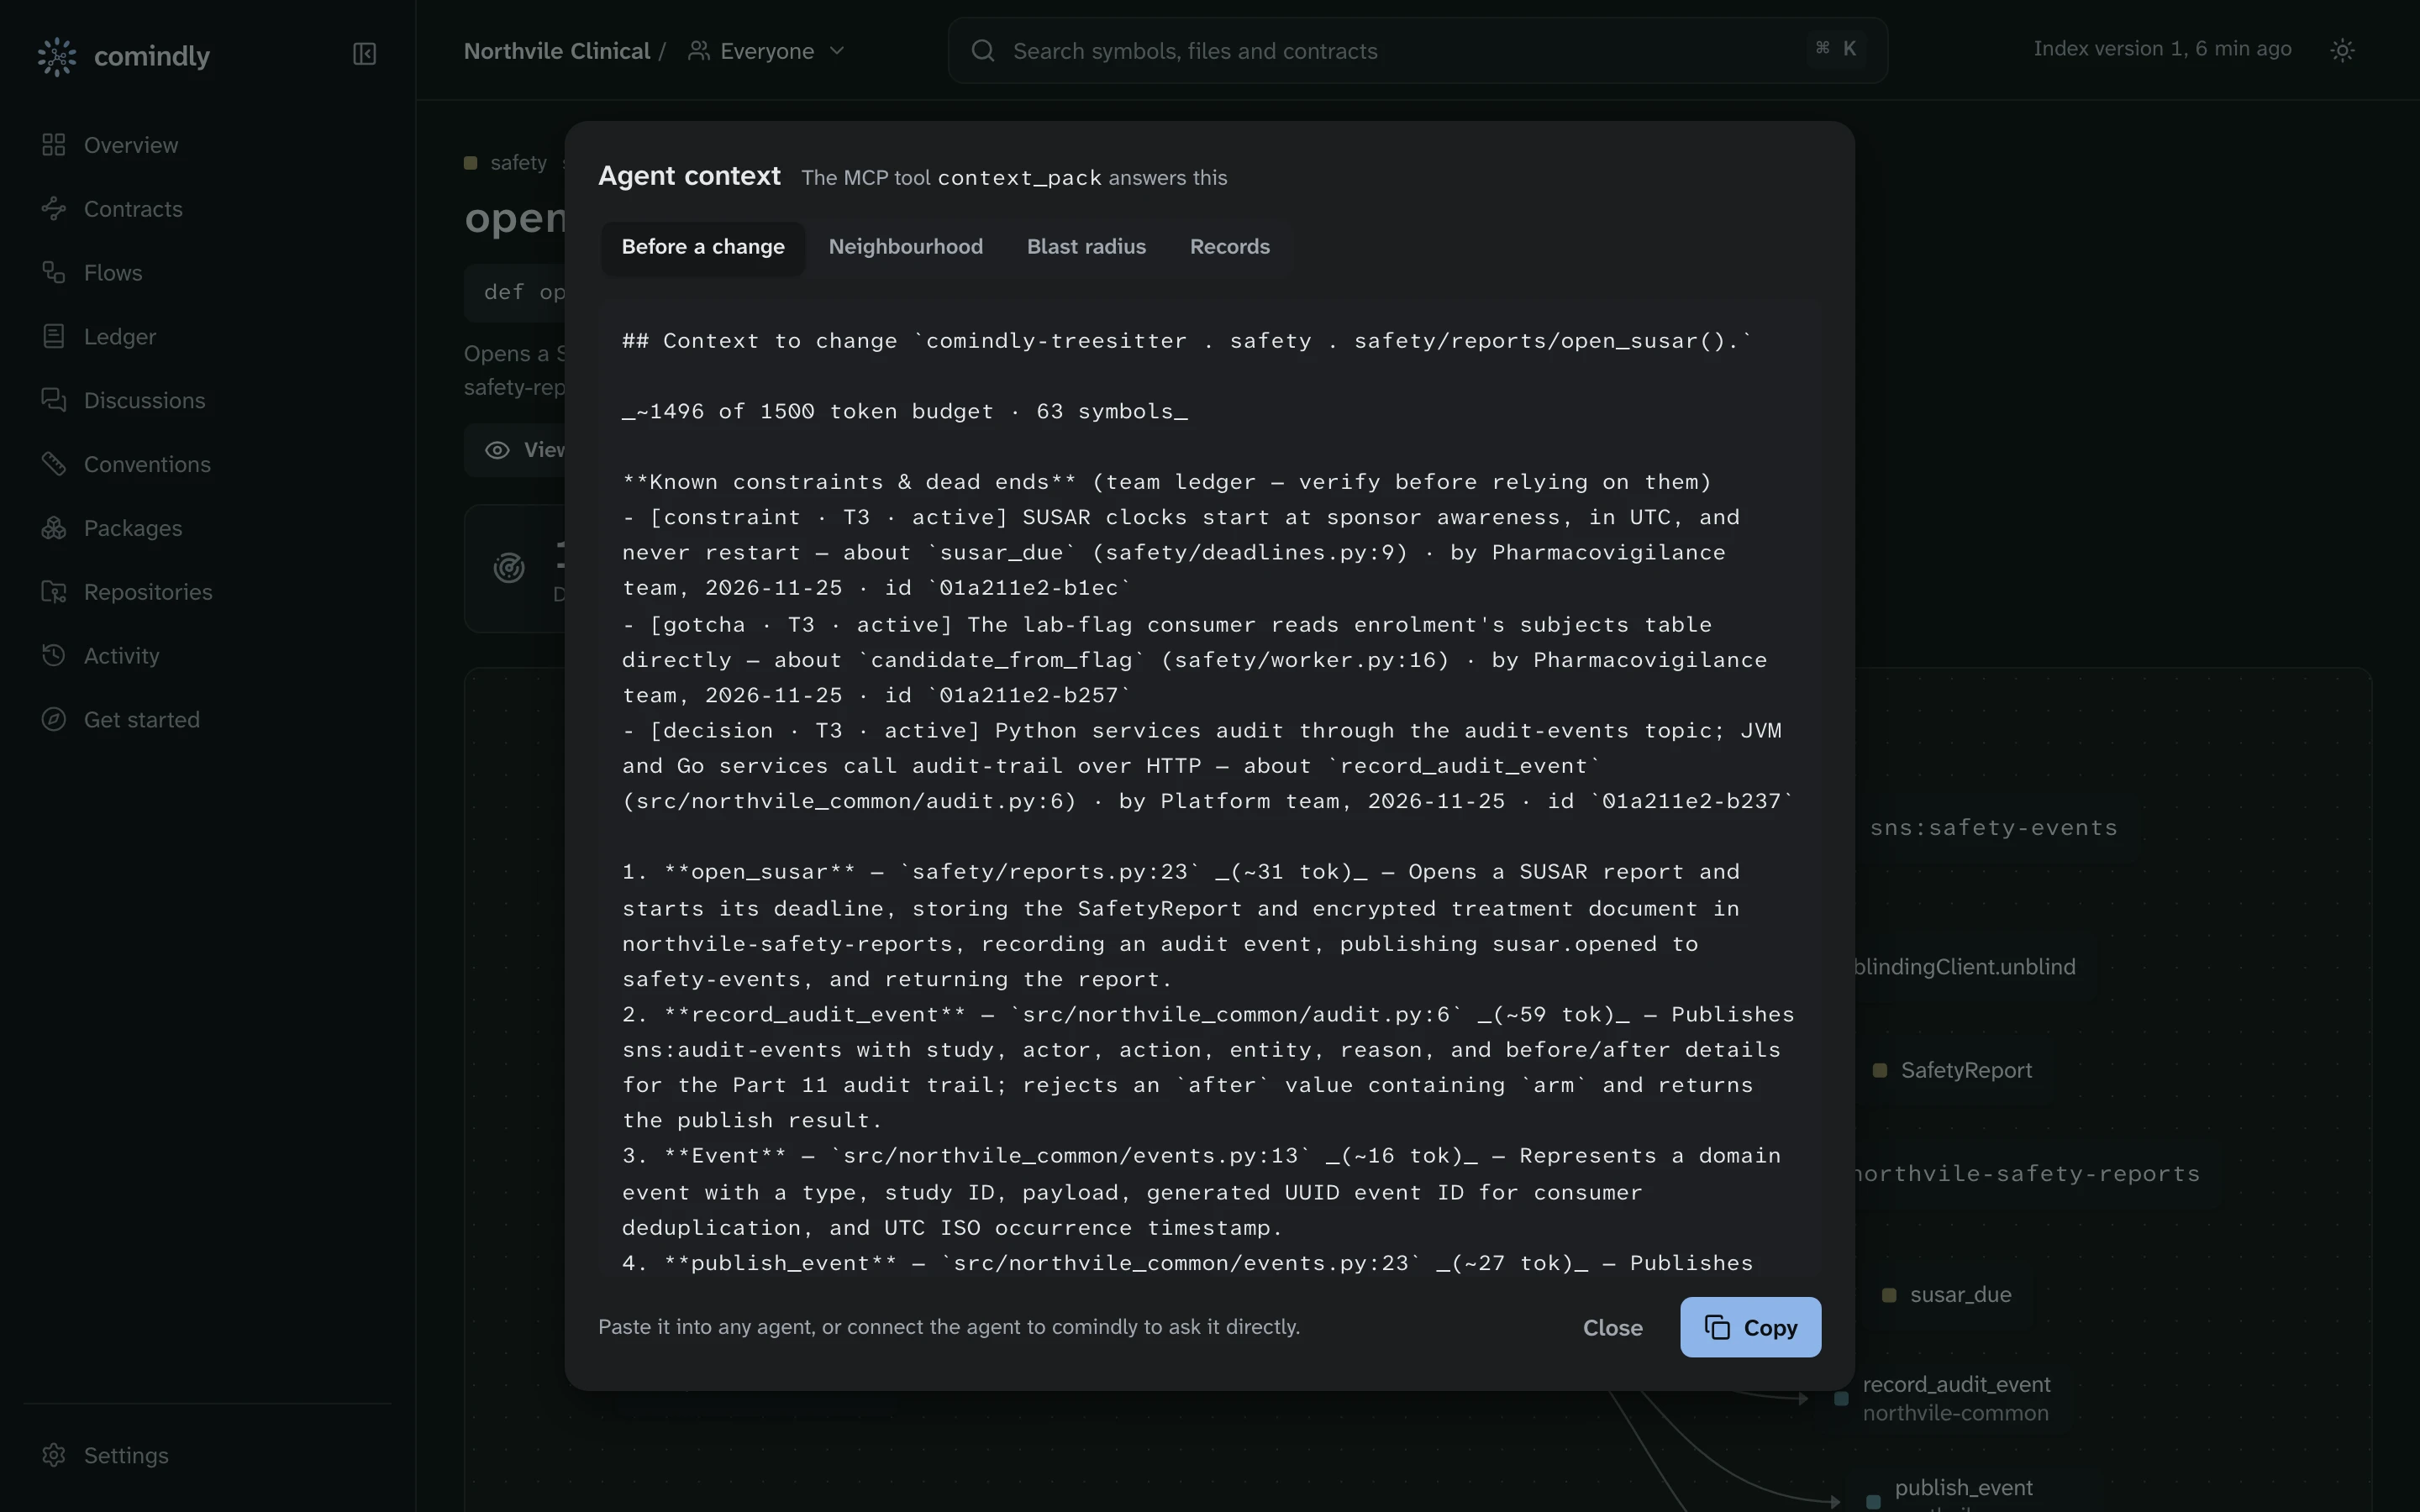 comindly
Northvile Clinical / Everyone
Search symbols, files and contracts
⌘ K
Index version 1, 6 min ago
Overview
Contracts
Flows
Ledger
Discussions
Conventions
Packages
Repositories
Activity
Get started
Settings
safety
open
def op
Opens a S
safety-rep
View
Agent context The MCP tool context_pack answers this
Before a change Neighbourhood Blast radius Records
## Context to change `comindly-treesitter . safety . safety/reports/open_susar().`
_~1496 of 1500 token budget · 63 symbols_
**Known constraints & dead ends** (team ledger — verify before relying on them)
- [constraint · T3 · active] SUSAR clocks start at sponsor awareness, in UTC, and
never restart — about `susar_due` (safety/deadlines.py:9) · by Pharmacovigilance
team, 2026-11-25 · id `01a211e2-b1ec`
- [gotcha · T3 · active] The lab-flag consumer reads enrolment's subjects table
directly — about `candidate_from_flag` (safety/worker.py:16) · by Pharmacovigilance
team, 2026-11-25 · id `01a211e2-b257`
- [decision · T3 · active] Python services audit through the audit-events topic; JVM
and Go services call audit-trail over HTTP — about `record_audit_event`
(src/northvile_common/audit.py:6) · by Platform team, 2026-11-25 · id `01a211e2-b237`
1. **open_susar** — `safety/reports.py:23` _(~31 tok)_ — Opens a SUSAR report and
starts its deadline, storing the SafetyReport and encrypted treatment document in
northvile-safety-reports, recording an audit event, publishing susar.opened to
safety-events, and returning the report.
2. **record_audit_event** — `src/northvile_common/audit.py:6` _(~59 tok)_ — Publishes
sns:audit-events with study, actor, action, entity, reason, and before/after details
for the Part 11 audit trail; rejects an `after` value containing `arm` and returns
the publish result.
3. **Event** — `src/northvile_common/events.py:13` _(~16 tok)_ — Represents a domain
event with a type, study ID, payload, generated UUID event ID for consumer
deduplication, and UTC ISO occurrence timestamp.
4. **publish_event** — `src/northvile_common/events.py:23` _(~27 tok)_ — Publishes
Paste it into any agent, or connect the agent to comindly to ask it directly.
Close
Copy
sns:safety-events
blindingClient.unblind
SafetyReport
northvile-safety-reports
susar_due
record_audit_event
northvile-common
publish_event